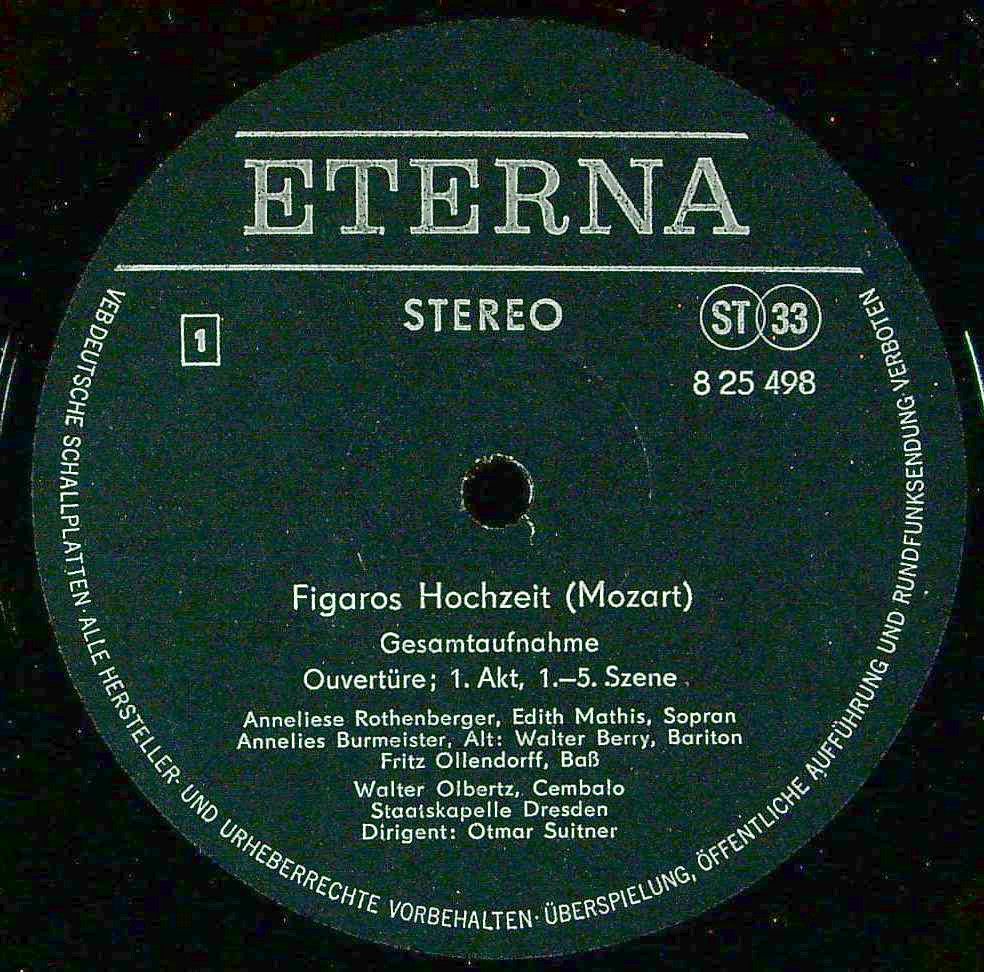 ETERNA
STEREO
1
ST 33
8 25 498
Figaros Hochzeit (Mozart)
Gesamtaufnahme
Ouvertüre; 1. Akt, 1.–5. Szene
Anneliese Rothenberger, Edith Mathis, Sopran
Annelies Burmeister, Alt: Walter Berry, Bariton
Fritz Ollendorff, Baß
Walter Olbertz, Cembalo
Staatskapelle Dresden
Dirigent: Otmar Suitner
VEB DEUTSCHE SCHALLPLATTEN · ALLE HERSTELLER- UND URHEBERRECHTE VORBEHALTEN · ÜBERSPIELUNG, ÖFFENTLICHE AUFFÜHRUNG UND RUNDFUNKSENDUNG VERBOTEN